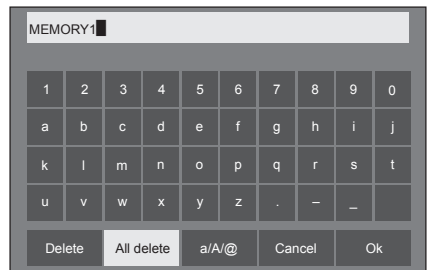 MEMORY1
1 2 3 4 5 6 7 8 9 0
a b c d e f g h i j
k l m n o p q r s t
u v w x y z . – _
Delete All delete a/A/@ Cancel Ok